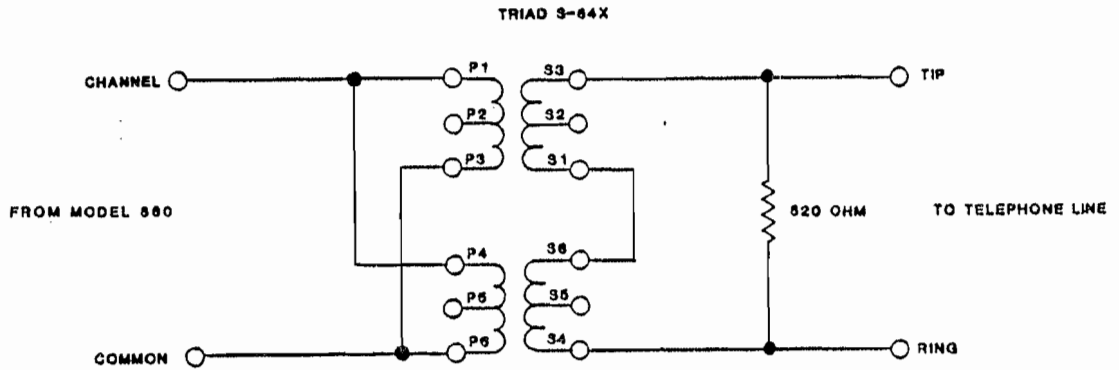 TRIAD S-64X
CHANNEL
P1
S3
TIP
P2
S2
P3
S1
FROM MODEL 560
620 OHM
TO TELEPHONE LINE
P4
S6
P5
S5
P6
S4
COMMON
RING